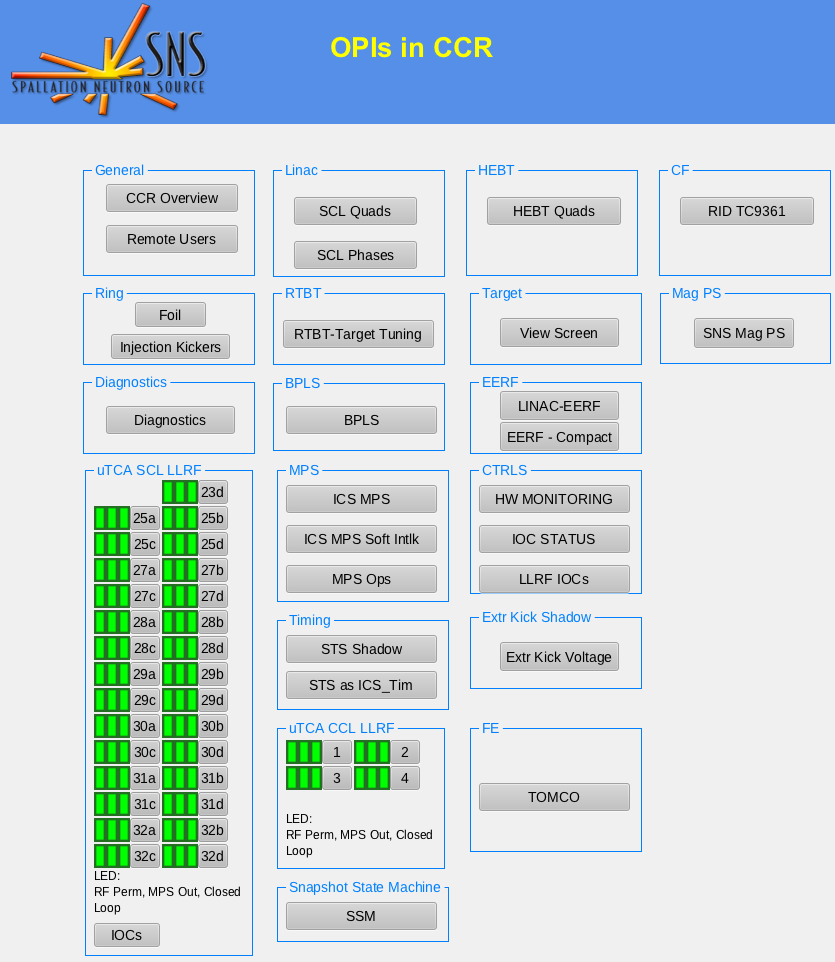 SNS
SPALLATION NEUTRON SOURCE
OPIs in CCR
General
CCR Overview
Remote Users
Linac
SCL Quads
SCL Phases
HEBT
HEBT Quads
CF
RID TC9361
Ring
Foil
Injection Kickers
RTBT
RTBT-Target Tuning
Target
View Screen
Mag PS
SNS Mag PS
Diagnostics
Diagnostics
BPLS
BPLS
EERF
LINAC-EERF
EERF - Compact
uTCA SCL LLRF
23d
25a 25b
25c 25d
27a 27b
27c 27d
28a 28b
28c 28d
29a 29b
29c 29d
30a 30b
30c 30d
31a 31b
31c 31d
32a 32b
32c 32d
LED:
RF Perm, MPS Out, Closed
Loop
IOCs
MPS
ICS MPS
ICS MPS Soft Intlk
MPS Ops
CTRLS
HW MONITORING
IOC STATUS
LLRF IOCs
Timing
STS Shadow
STS as ICS_Tim
Extr Kick Shadow
Extr Kick Voltage
uTCA CCL LLRF
1 2
3 4
LED:
RF Perm, MPS Out, Closed
Loop
FE
TOMCO
Snapshot State Machine
SSM